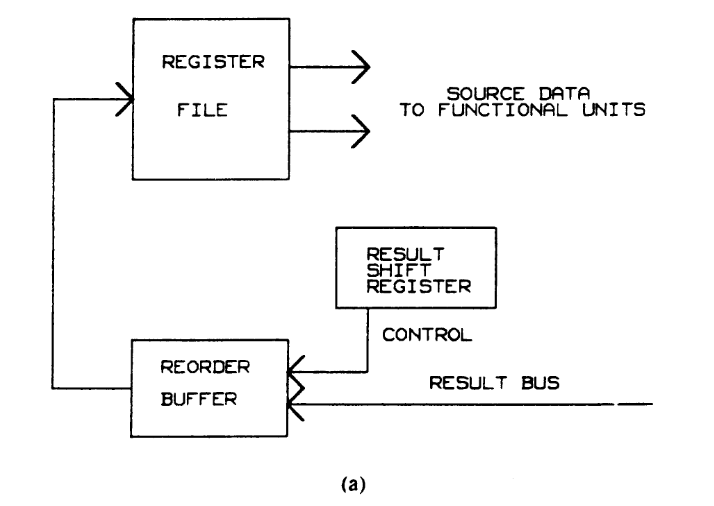 REGISTER
FILE
SOURCE DATA
TO FUNCTIONAL UNITS
RESULT
SHIFT
REGISTER
CONTROL
REORDER
BUFFER
RESULT BUS
(a)